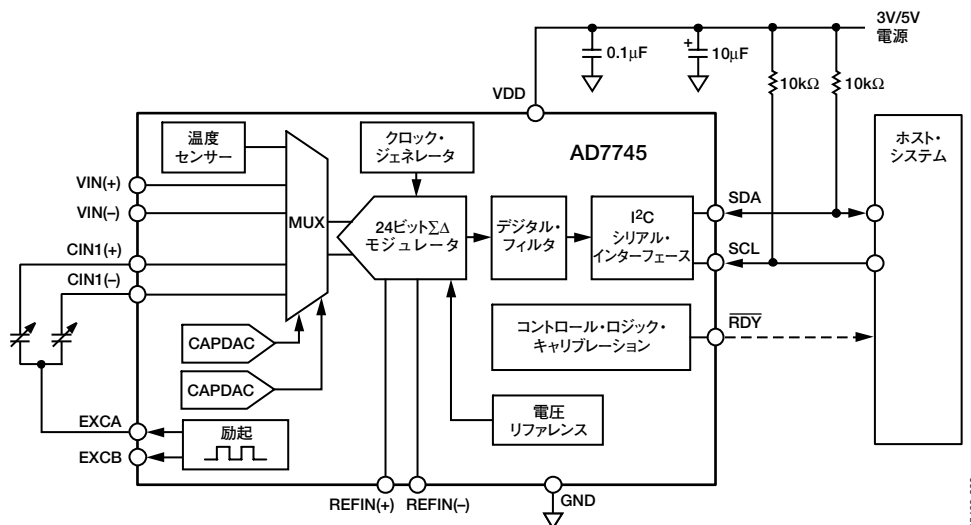 3V/5V
電源
0.1μF
+
10μF
10kΩ
10kΩ
VDD
温度
センサー
クロック・
ジェネレータ
AD7745
ホスト・
システム
VIN(+)
VIN(–)
MUX
24ビットΣΔ
モジュレータ
デジタル・
フィルタ
I²C
シリアル・
インターフェース
SDA
SCL
CIN1(+)
CIN1(–)
CAPDAC
CAPDAC
コントロール・ロジック・
キャリブレーション
RDY
電圧
リファレンス
EXCA
EXCB
励起
REFIN(+)
REFIN(–)
GND